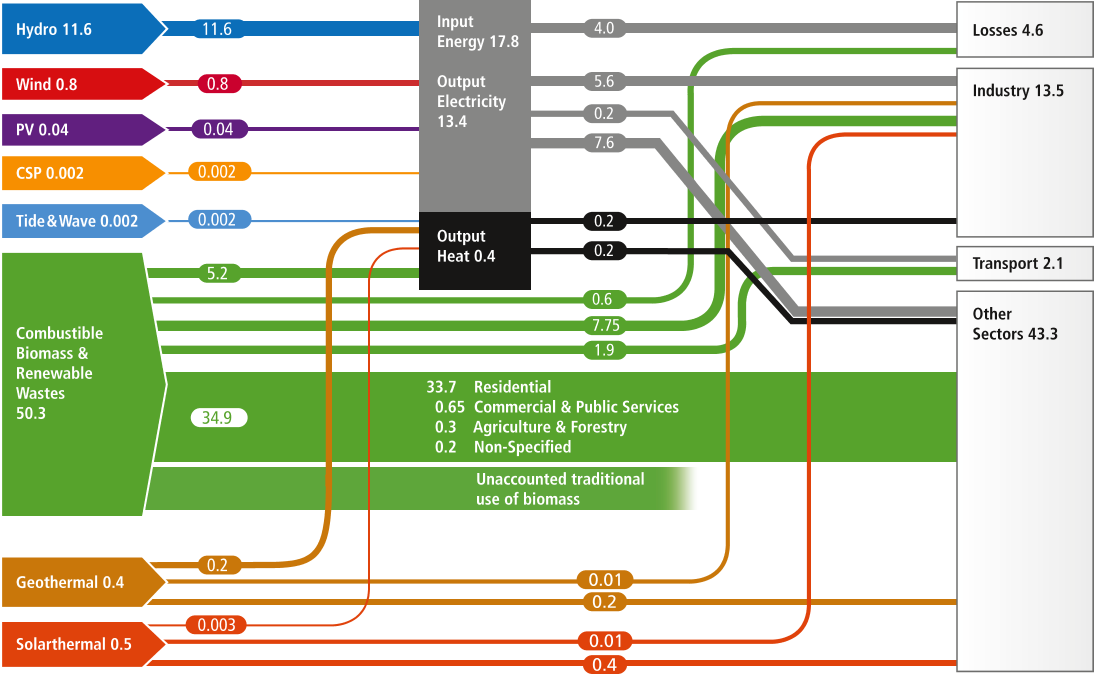 Hydro 11.6
11.6
Input
Energy 17.8
4.0
Losses 4.6
Wind 0.8
0.8
Output
Electricity
13.4
5.6
Industry 13.5
PV 0.04
0.04
0.2
7.6
CSP 0.002
0.002
Tide & Wave 0.002
0.002
Output
Heat 0.4
0.2
0.2
Transport 2.1
5.2
0.6
7.75
1.9
Other
Sectors 43.3
Combustible
Biomass &
Renewable
Wastes
50.3
34.9
33.7 Residential
0.65 Commercial & Public Services
0.3 Agriculture & Forestry
0.2 Non-Specified
Unaccounted traditional
use of biomass
Geothermal 0.4
0.2
0.01
0.2
Solarthermal 0.5
0.003
0.01
0.4